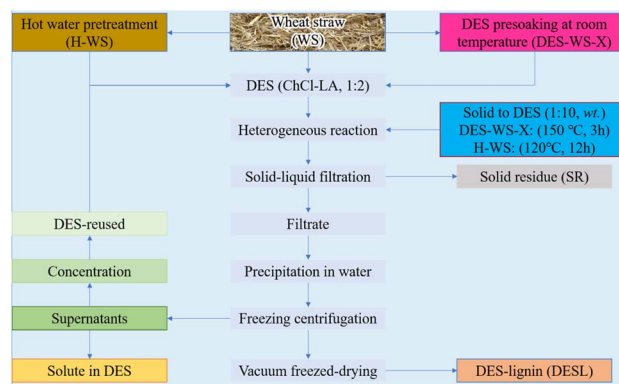 Hot water pretreatment
(H-WS)
Wheat straw
(WS)
DES presoaking at room
temperature (DES-WS-X)
DES (ChCl-LA, 1:2)
Heterogeneous reaction
Solid to DES (1:10, wt.)
DES-WS-X: (150 ℃, 3h)
H-WS: (120℃, 12h)
Solid-liquid filtration
Solid residue (SR)
DES-reused
Filtrate
Concentration
Precipitation in water
Supernatants
Freezing centrifugation
Solute in DES
Vacuum freezed-drying
DES-lignin (DESL)